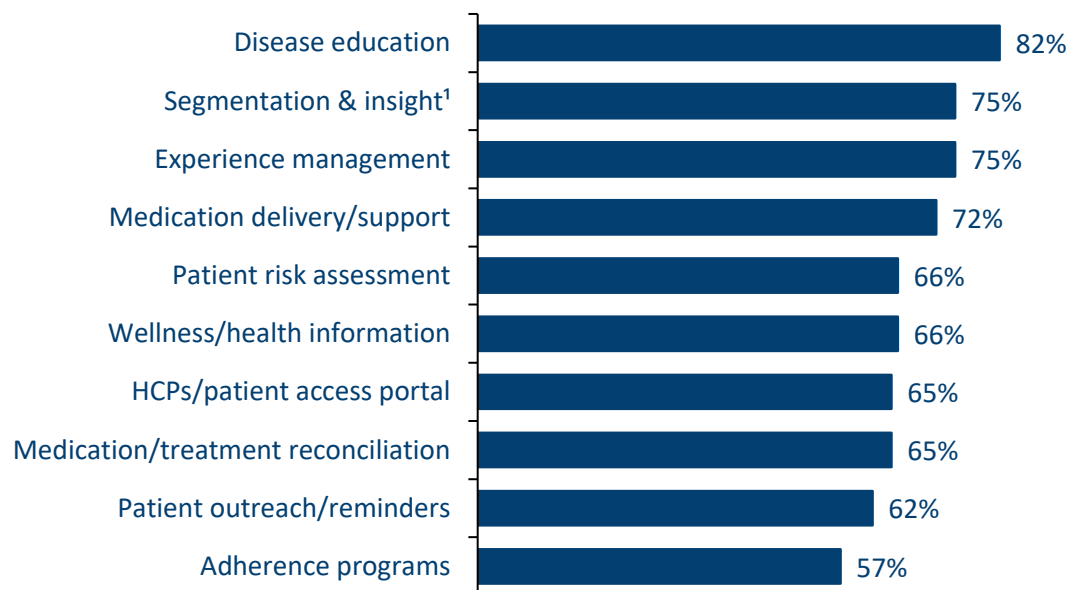 Disease education 82%
Segmentation & insight¹ 75%
Experience management 75%
Medication delivery/support 72%
Patient risk assessment 66%
Wellness/health information 66%
HCPs/patient access portal 65%
Medication/treatment reconciliation 65%
Patient outreach/reminders 62%
Adherence programs 57%